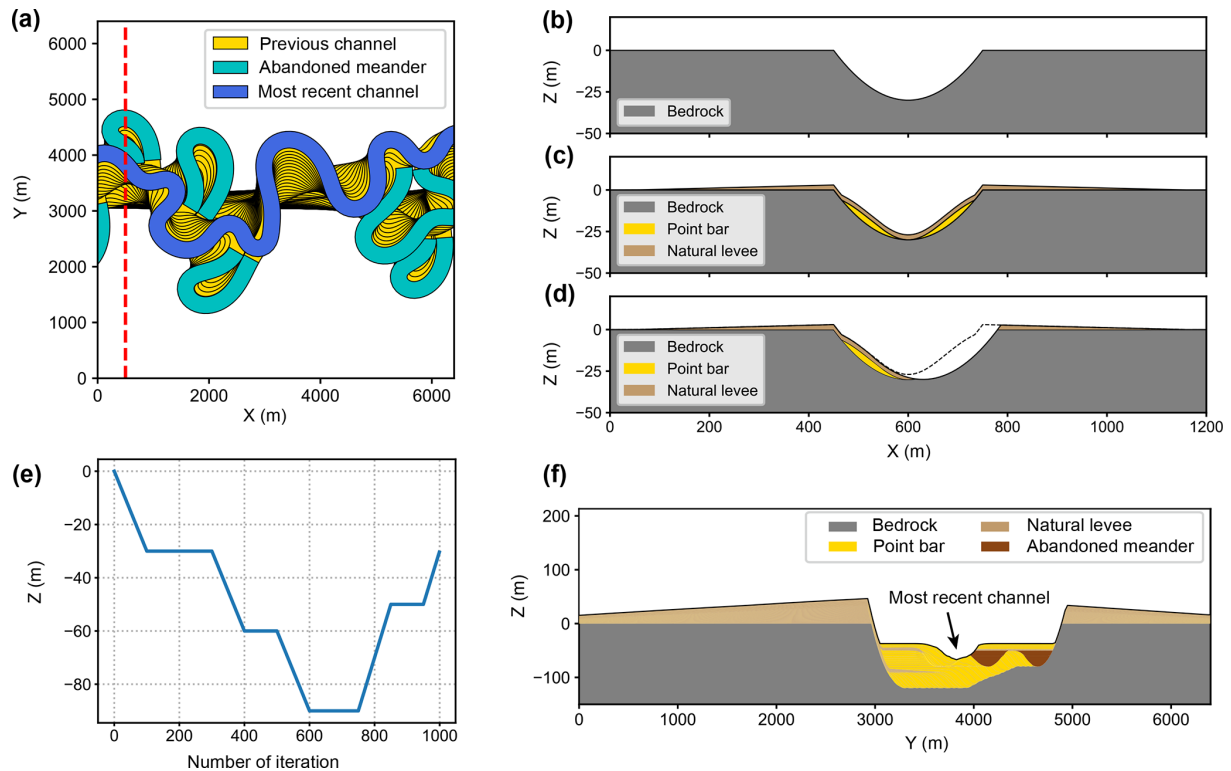 (a)
6000
5000
4000
3000
2000
1000
0
Y (m)
0
2000
4000
6000
X (m)
Previous channel
Abandoned meander
Most recent channel
(b)
0
−25
−50
Z (m)
Bedrock
(c)
0
−25
−50
Z (m)
Bedrock
Point bar
Natural levee
(d)
0
−25
−50
Z (m)
Bedrock
Point bar
Natural levee
0
200
400
600
800
1000
1200
X (m)
(e)
0
−20
−40
−60
−80
Z (m)
0
200
400
600
800
1000
Number of iteration
(f)
200
100
0
−100
Z (m)
Bedrock
Point bar
Natural levee
Abandoned meander
Most recent channel
0
1000
2000
3000
4000
5000
6000
Y (m)